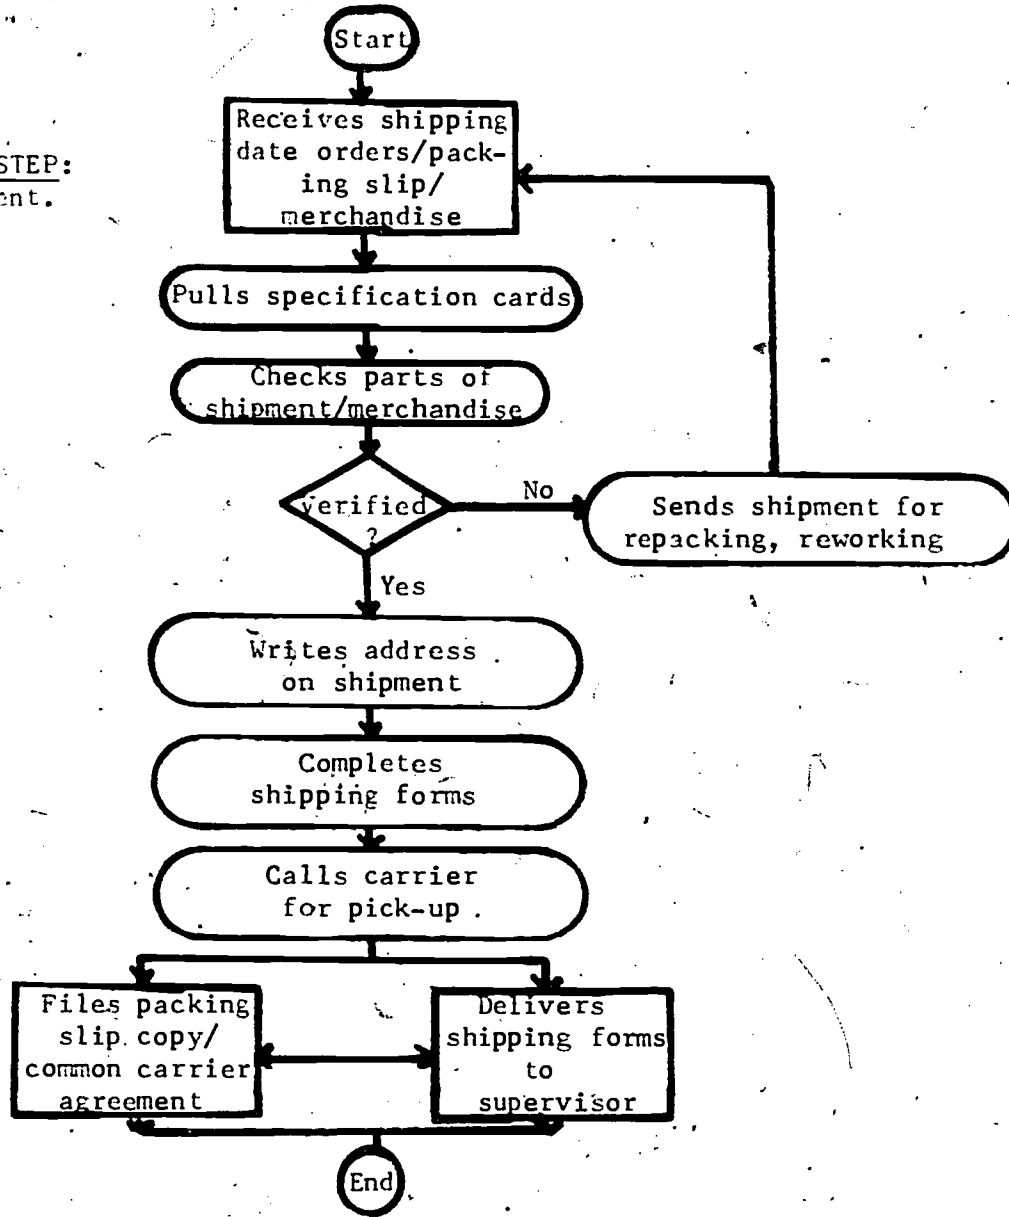 Start
Receives shipping
date orders/pack-
ing slip/
merchandise
STEP:
ent.
Pulls specification cards
Checks parts of
shipment/merchandise
verified
?
No
Sends shipment for
repacking, reworking
Yes
Writes address
on shipment
Completes
shipping forms
Calls carrier
for pick-up
Files packing
slip copy/
common carrier
agreement
Delivers
shipping forms
to
supervisor
End